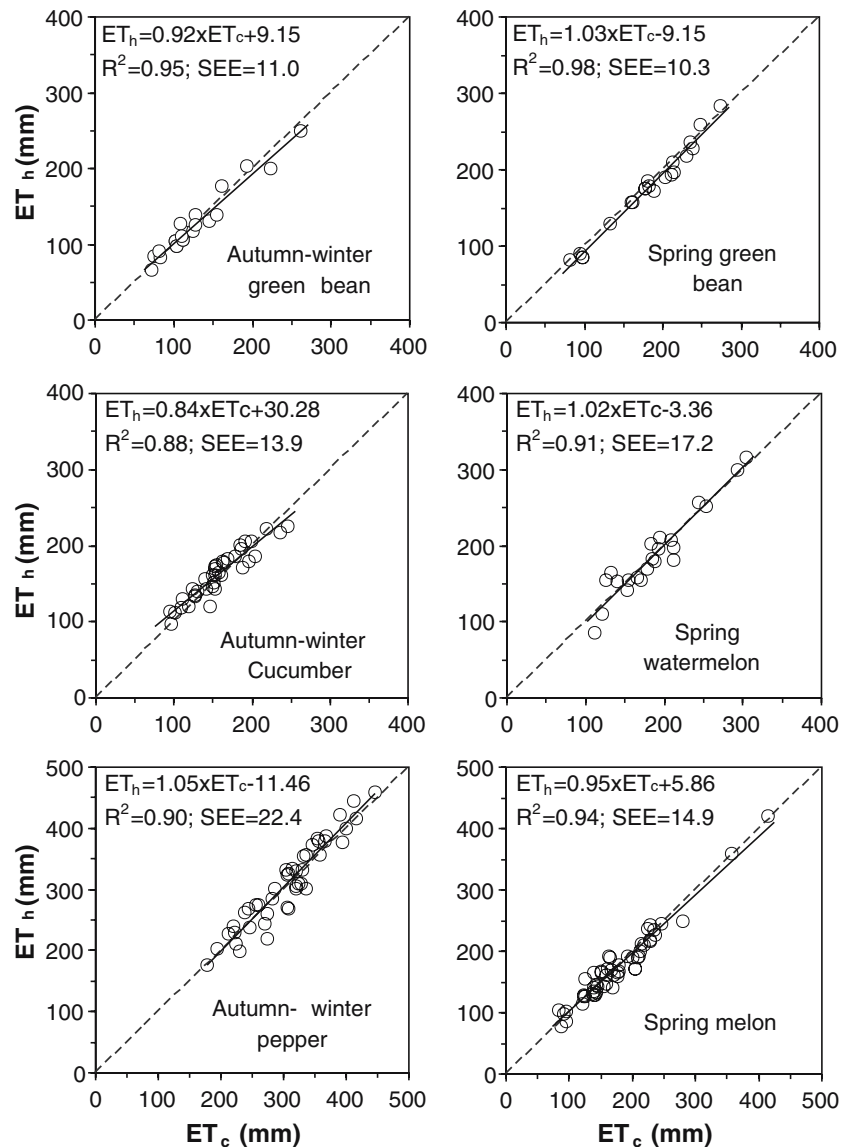 ETh=0.92xETc+9.15
R²=0.95; SEE=11.0
Autumn-winter
green bean
ET h (mm)
400
300
200
100
0
0 100 200 300 400
ETh=1.03xETc-9.15
R²=0.98; SEE=10.3
Spring green
bean
400
300
200
100
0
0 100 200 300 400
ETh=0.84xETc+30.28
R²=0.88; SEE=13.9
Autumn-winter
Cucumber
ET h (mm)
400
300
200
100
0
0 100 200 300 400
ETh=1.02xETc-3.36
R²=0.91; SEE=17.2
Spring
watermelon
400
300
200
100
0
0 100 200 300 400
ETh=1.05xETc-11.46
R²=0.90; SEE=22.4
Autumn- winter
pepper
ET h (mm)
500
400
300
200
100
0
0 100 200 300 400 500
ETc (mm)
ETh=0.95xETc+5.86
R²=0.94; SEE=14.9
Spring melon
500
400
300
200
100
0
0 100 200 300 400 500
ETc (mm)